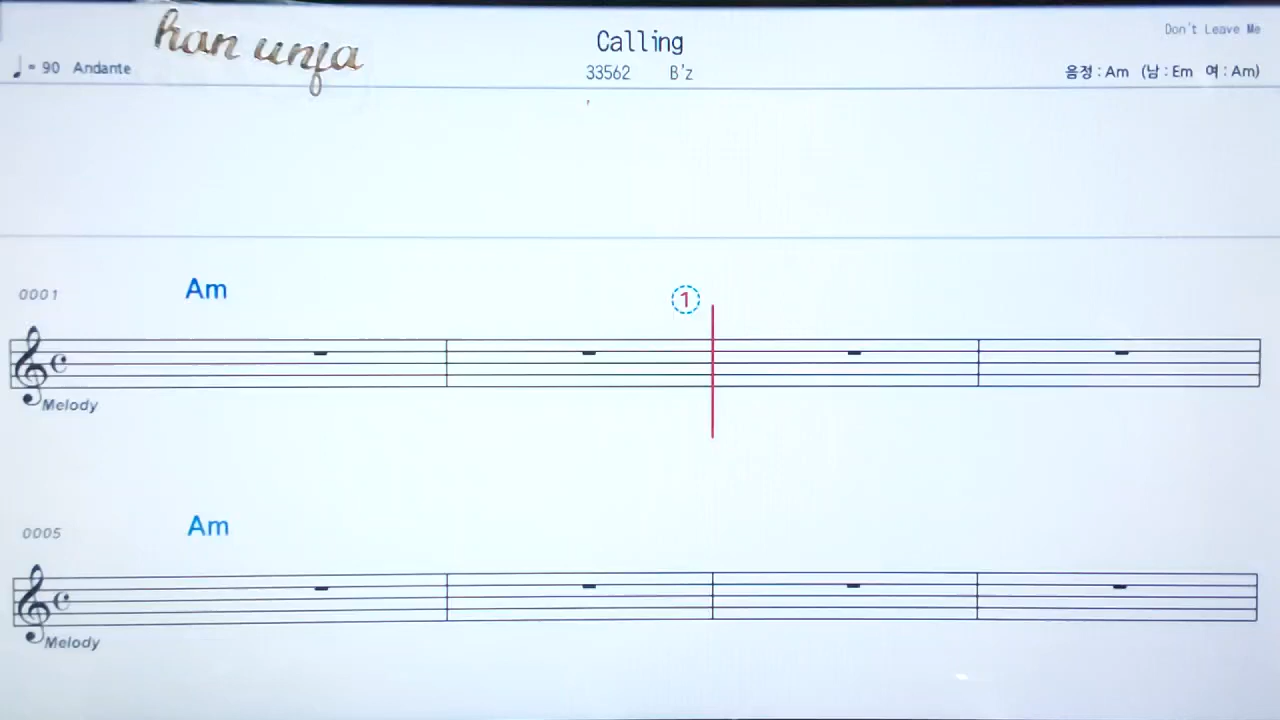 han unfa
Calling
Don't Leave Me
♩= 90 Andante
33562 B'z
음정 : Am (남 : Em 여 : Am)
0001
Am
1
Melody
0005
Am
Melody